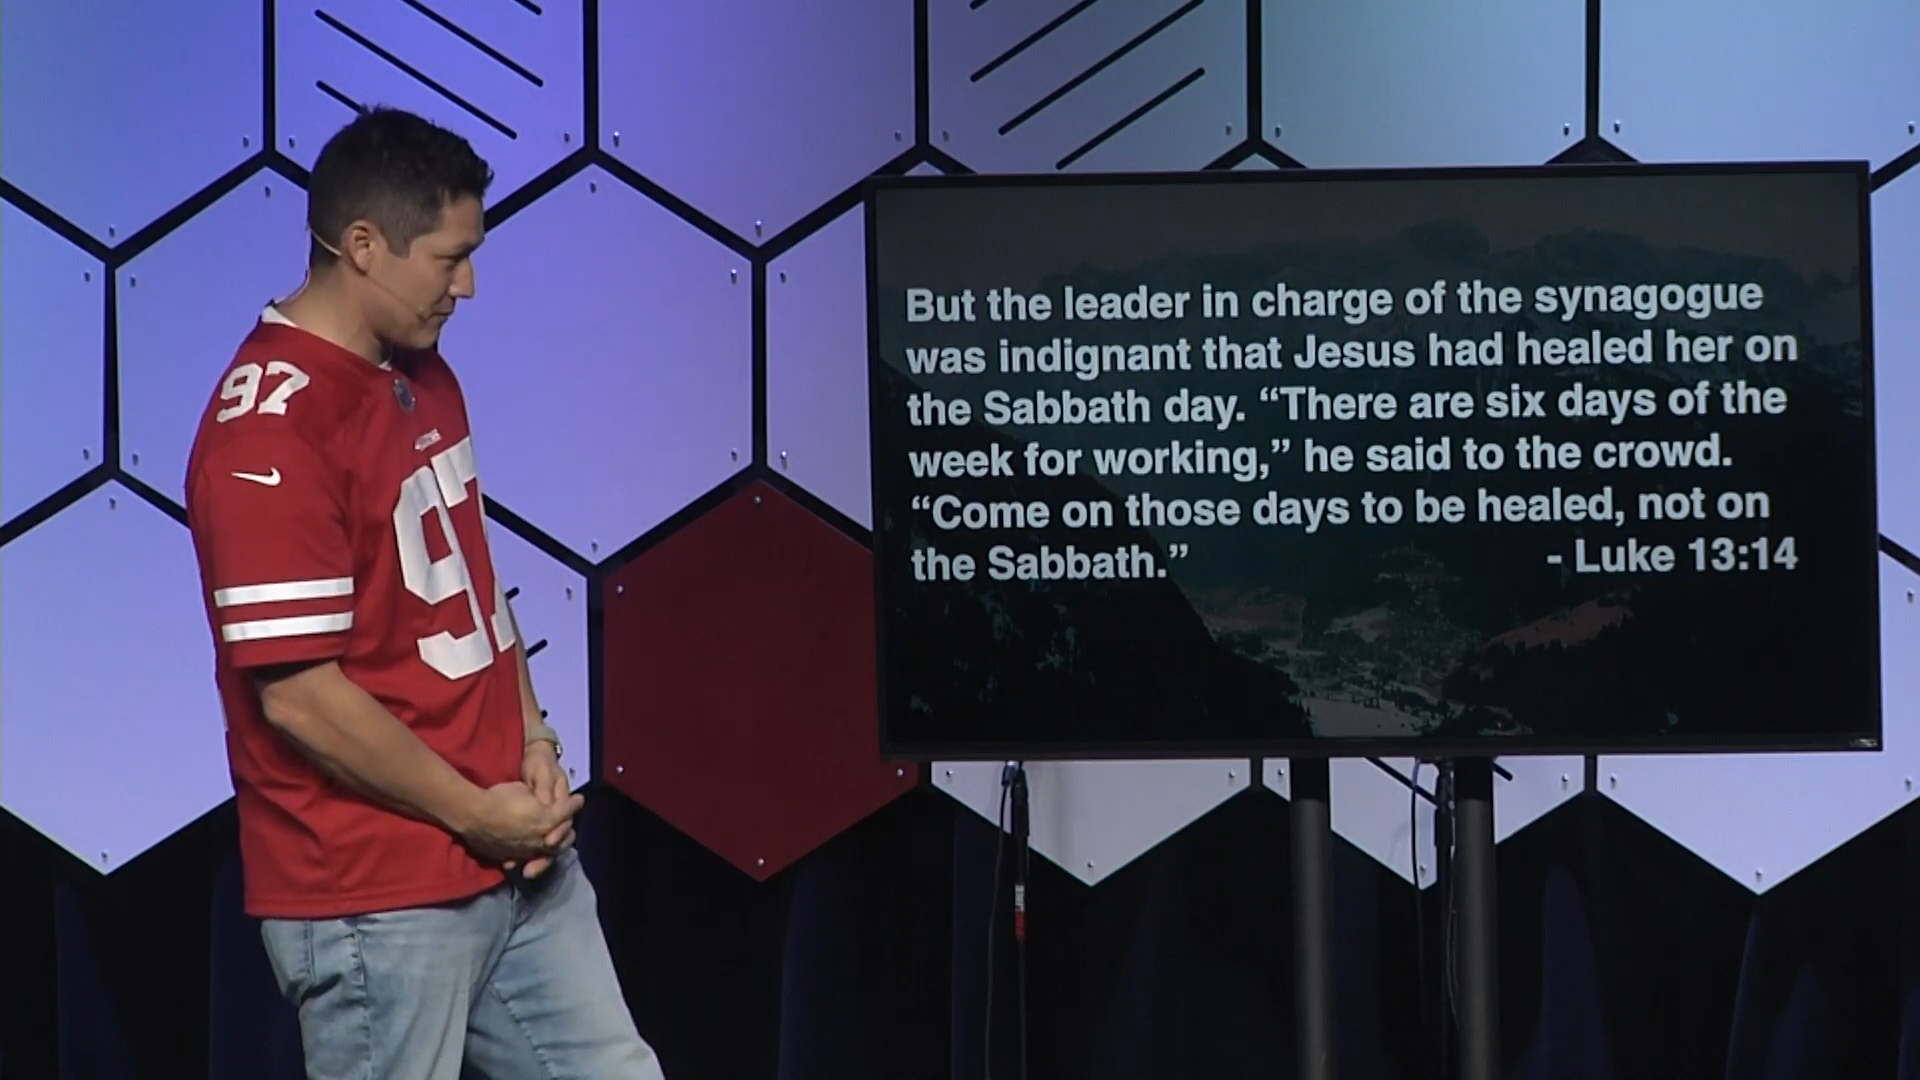 97
97
But the leader in charge of the synagogue
was indignant that Jesus had healed her on
the Sabbath day. “There are six days of the
week for working,” he said to the crowd.
“Come on those days to be healed, not on
the Sabbath.” - Luke 13:14